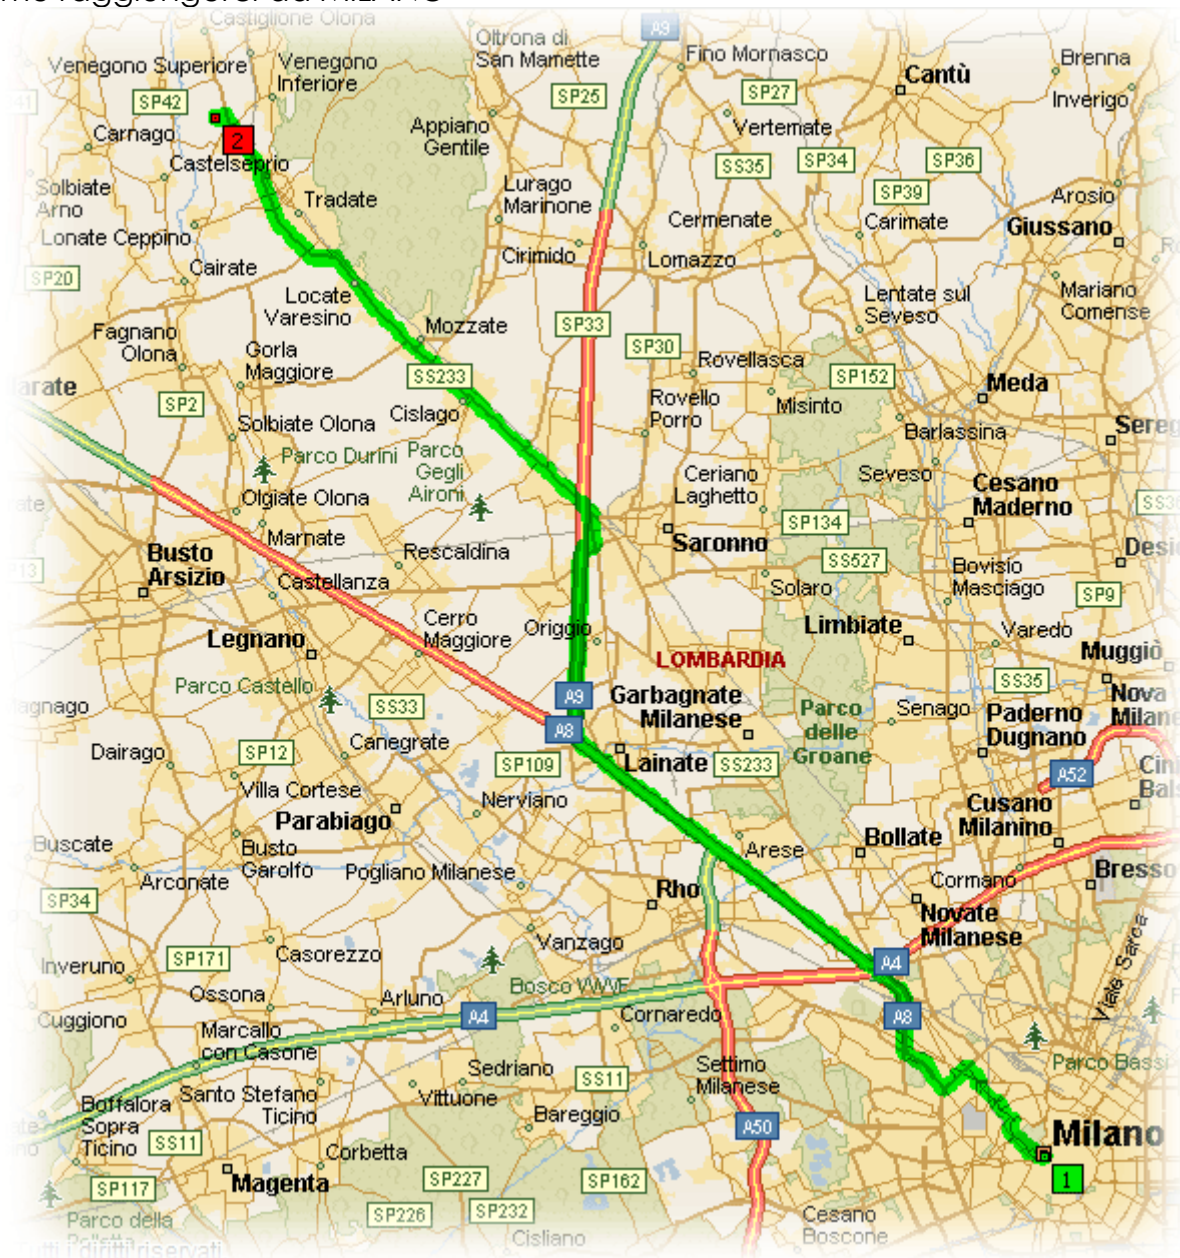 Castiglione Olona
A9
Oltrona di
San Mamette
Fino Mornasco
Brenna
Venegono Superiore
Venegono
Inferiore
Cantù
SP42
SP25
SP27
Inverigo
Carnago
Appiano
Gentile
Vertemate
2
SS35
SP34
SP36
Castelseprio
Solbiate
Arno
Tradate
Lurago
Marinone
SP39
Arosio
Lonate Ceppino
Cermenate
Carimate
Giussano
Cirimido
Lomazzo
SP20
Cairate
Locate
Varesino
Lentate sul
Seveso
Mariano
Comense
Fagnano
Olona
Mozzate
SP33
SP30
Gorla
Maggiore
Rovellasca
SS233
SP152
Meda
SP2
Cislago
Rovello
Porro
Misinto
Solbiate Olona
Barlassina
Parco Durini
Parco
Gegli
Aironi
Ceriano
Laghetto
Seveso
Cesano
Maderno
Olgiate Olona
SP134
Marnate
Saronno
Busto
Arsizio
Rescaldina
SS527
Castellanza
Solaro
Bovisio
Masciago
SP9
Cerro
Maggiore
Origgio
Limbiate
Varedo
Legnano
LOMBARDIA
Muggiò
Parco Castello
A9
Garbagnate
Milanese
SS35
SS33
Parco
delle
Groane
Senago
Paderno
Dugnano
Nova
A8
Canegrate
Dairago
SP12
SP109
Lainate
SS233
A52
Villa Cortese
Nerviano
Cusano
Milanino
Parabiago
Bollate
Buscate
Busto
Garolfo
Arese
Arconate
Pogliano Milanese
Cormano
Bresso
SP34
Rho
Novate
Milanese
Vanzago
Casorezzo
Viale Sarca
Inveruno
SP171
A4
Bosco WWF
Ossona
Arluno
A4
Cornaredo
A8
Cuggiono
Marcallo
con Casone
Parco Bassi
Sedriano
Settimo
Milanese
SS11
Santo Stefano
Ticino
Vittuone
Boffalora
Sopra
Ticino
Bareggio
A50
Milano
SS11
Corbetta
Magenta
SP227
SP162
1
SP117
SP226
SP232
Cesano
Boscone
Parco della
Cisliano